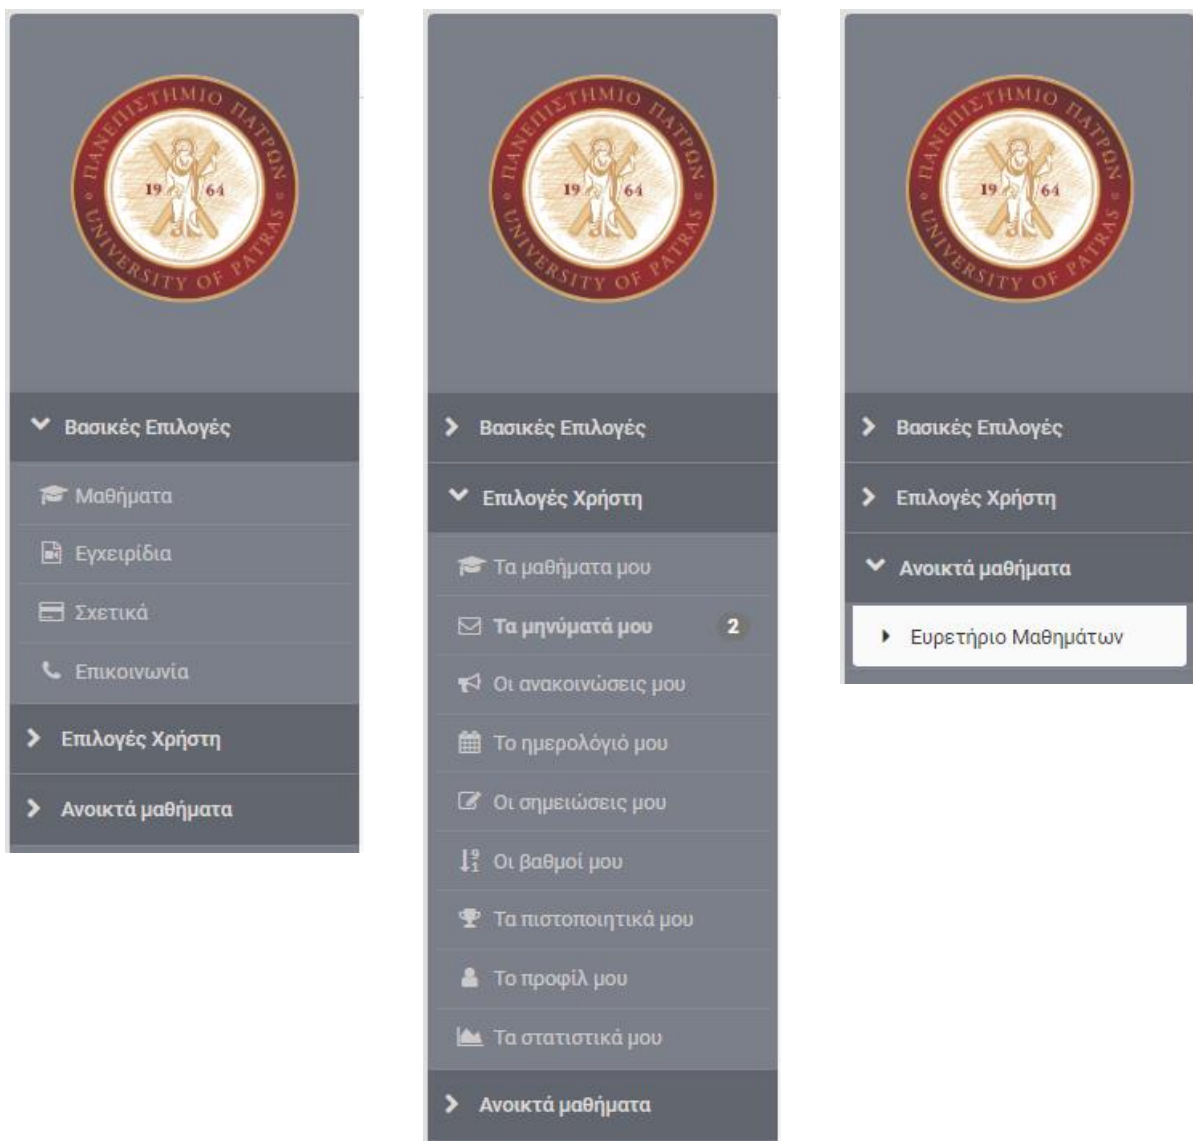 ΠΑΝΕΠΙΣΤΗΜΙΟ ΠΑΤΡΩΝ
19 64
UNIVERSITY OF PATRAS
Βασικές Επιλογές
Μαθήματα
Εγχειρίδια
Σχετικά
Επικοινωνία
Επιλογές Χρήστη
Ανοικτά μαθήματα
ΠΑΝΕΠΙΣΤΗΜΙΟ ΠΑΤΡΩΝ
19 64
UNIVERSITY OF PATRAS
Βασικές Επιλογές
Επιλογές Χρήστη
Τα μαθήματα μου
Τα μηνύματά μου 2
Οι ανακοινώσεις μου
Το ημερολόγιό μου
Οι σημειώσεις μου
Οι βαθμοί μου
Τα πιστοποιητικά μου
Το προφίλ μου
Τα στατιστικά μου
Ανοικτά μαθήματα
ΠΑΝΕΠΙΣΤΗΜΙΟ ΠΑΤΡΩΝ
19 64
UNIVERSITY OF PATRAS
Βασικές Επιλογές
Επιλογές Χρήστη
Ανοικτά μαθήματα
Ευρετήριο Μαθημάτων